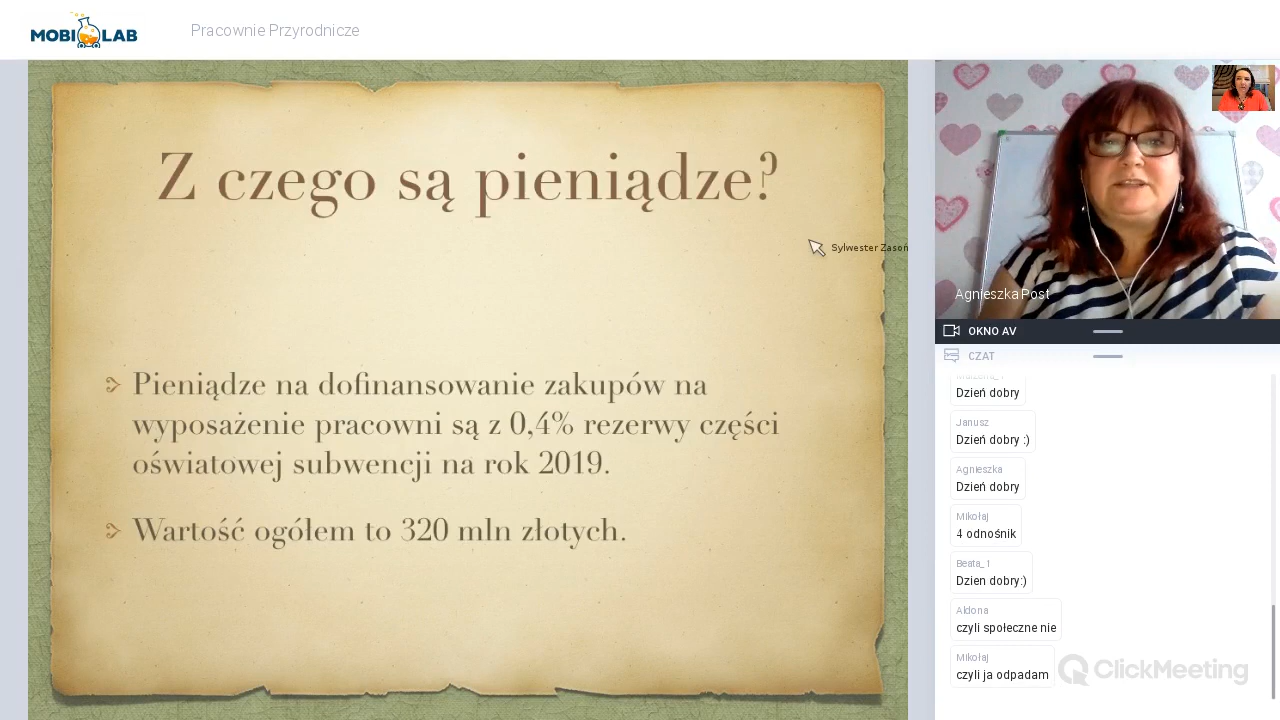 MOBILAB
Pracownie Przyrodnicze
Z czego są pieniądze?
Sylwester Zasoń
Pieniądze na dofinansowanie zakupów na
wyposażenie pracowni są z 0,4% rezerwy części
oświatowej subwencji na rok 2019.
Wartość ogółem to 320 mln złotych.
Agnieszka Post
OKNO AV
CZAT
Dzień dobry
Janusz
Dzień dobry :)
Agnieszka
Dzień dobry
Mikołaj
4 odnośnik
Beata_1
Dzien dobry:)
Aldona
czyli społeczne nie
Mikołaj
czyli ja odpadam
ClickMeeting